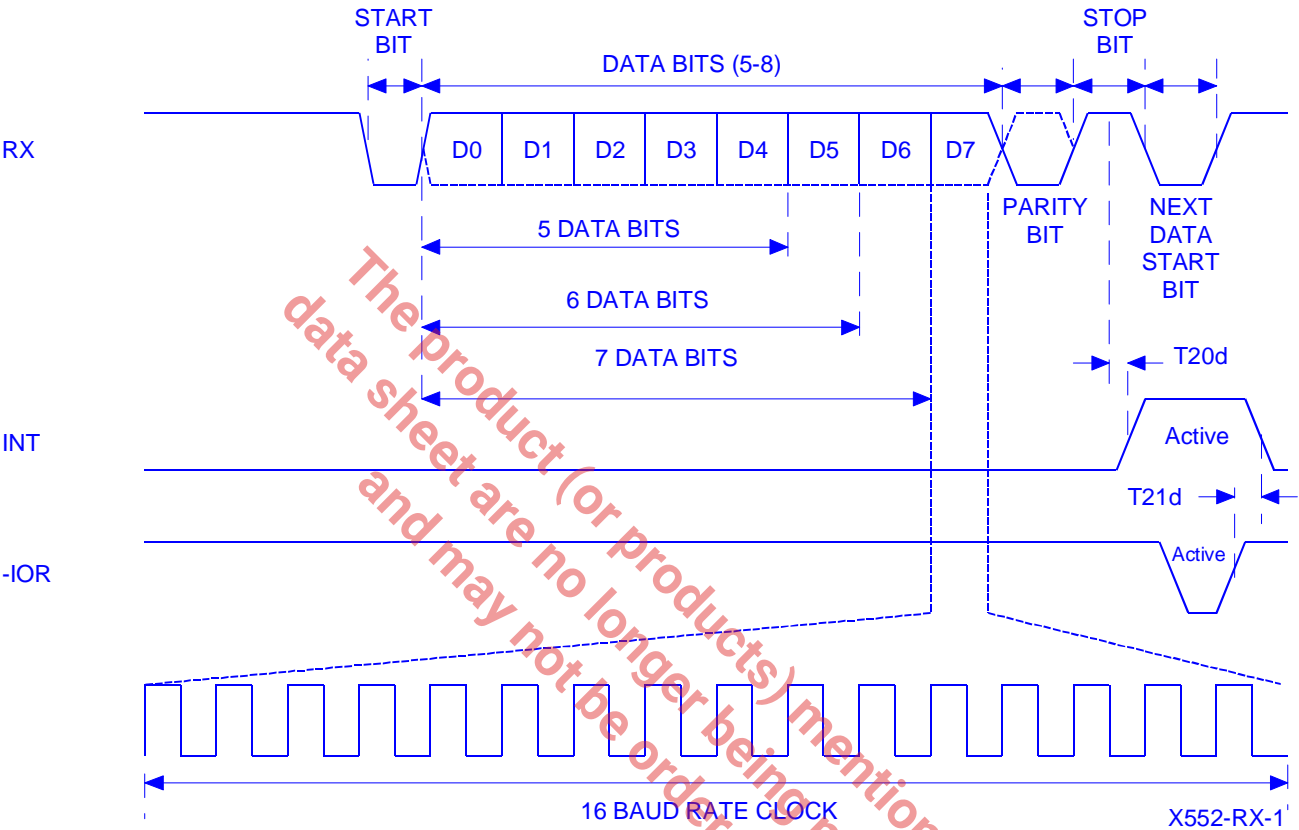 START
BIT
STOP
BIT
DATA BITS (5-8)
RX
D0 D1 D2 D3 D4 D5 D6 D7
PARITY
BIT
NEXT
DATA
START
BIT
5 DATA BITS
6 DATA BITS
7 DATA BITS
T20d
INT
Active
T21d
-IOR
Active
16 BAUD RATE CLOCK
X552-RX-1
The product (or products) mention
data sheet are no longer being
and may not be order